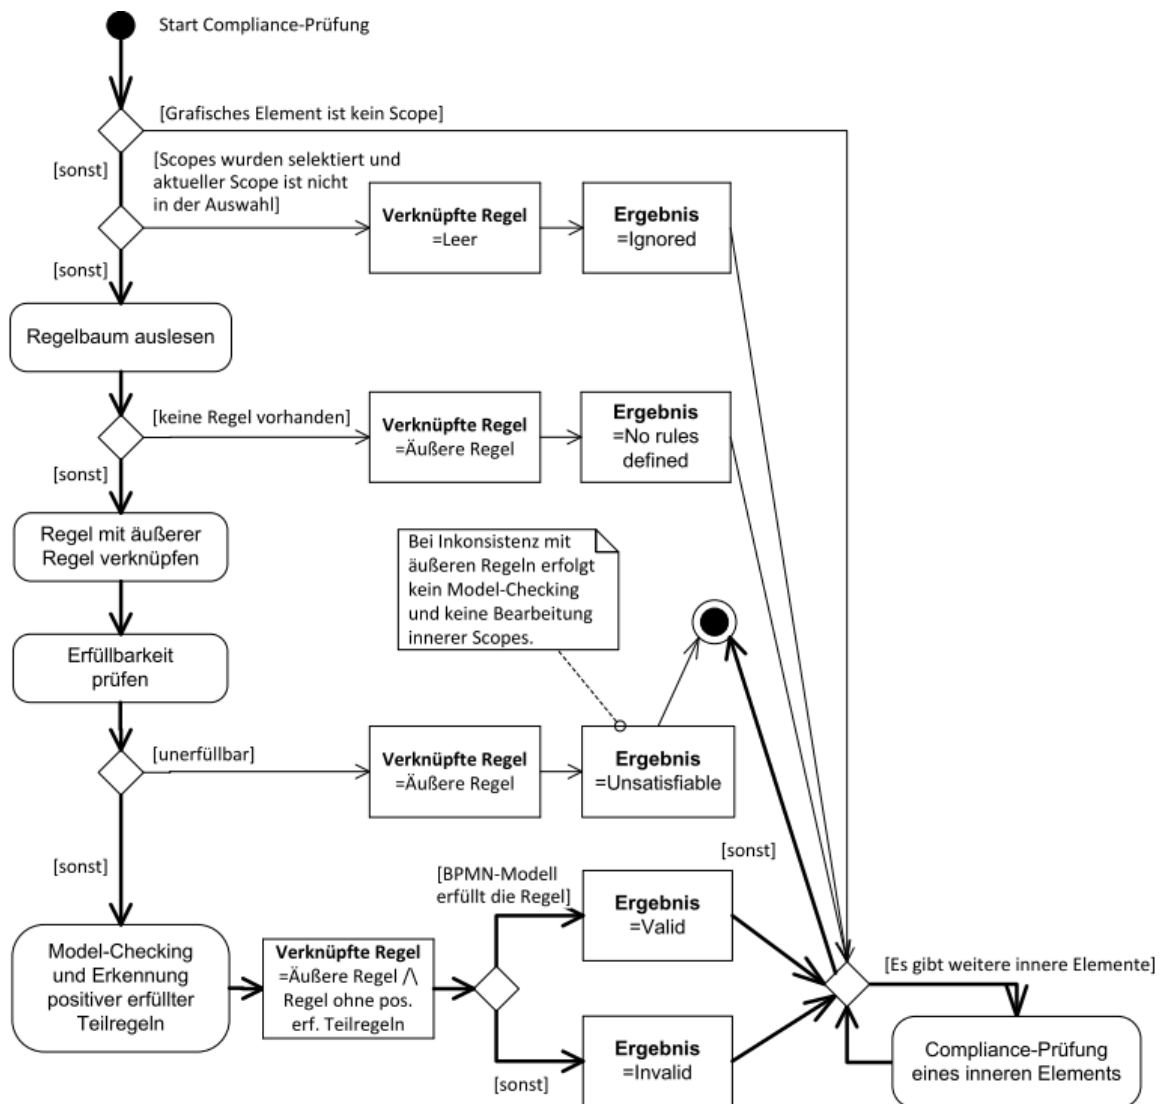 Start Compliance-Prüfung
[Grafisches Element ist kein Scope]
[sonst]
[Scopes wurden selektiert und
aktueller Scope ist nicht
in der Auswahl]
Verknüpfte Regel
=Leer
Ergebnis
=Ignored
[sonst]
Regelbaum auslesen
[keine Regel vorhanden]
Verknüpfte Regel
=Äußere Regel
Ergebnis
=No rules
defined
[sonst]
Regel mit äußerer
Regel verknüpfen
Bei Inkonsistenz mit
äußeren Regeln erfolgt
kein Model-Checking
und keine Bearbeitung
innerer Scopes.
Erfüllbarkeit
prüfen
[unerfüllbar]
Verknüpfte Regel
=Äußere Regel
Ergebnis
=Unsatisfiable
[sonst]
[sonst]
[BPMN-Modell
erfüllt die Regel]
Ergebnis
=Valid
Model-Checking
und Erkennung
positiver erfüllter
Teilregeln
Verknüpfte Regel
=Äußere Regel /\
Regel ohne pos.
erf. Teilregeln
[Es gibt weitere innere Elemente]
[sonst]
Ergebnis
=Invalid
Compliance-Prüfung
eines inneren Elements